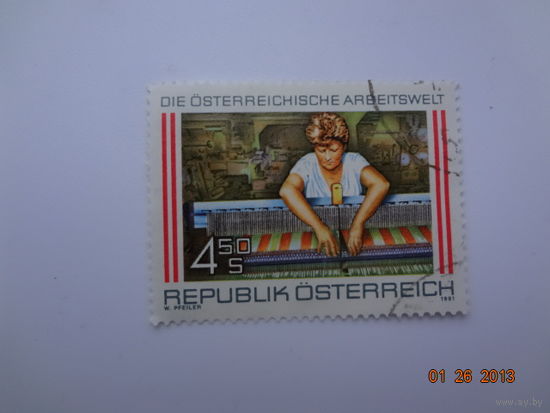 DIE ÖSTERREICHISCHE ARBEITSWELT
4 50
S
REPUBLIK ÖSTERREICH
W. PFEILER
1991
01 26 2013
www.ay.by